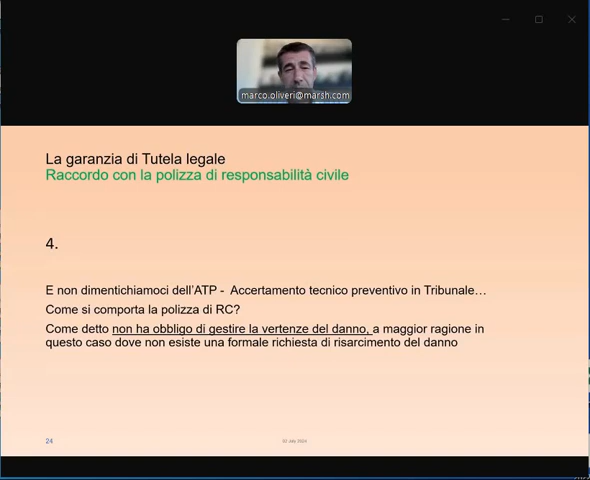 marco.oliveri@marsh.com
La garanzia di Tutela legale
Raccordo con la polizza di responsabilità civile
4.
E non dimentichiamoci dell'ATP - Accertamento tecnico preventivo in Tribunale…
Come si comporta la polizza di RC?
Come detto non ha obbligo di gestire la vertenze del danno, a maggior ragione in
questo caso dove non esiste una formale richiesta di risarcimento del danno
24